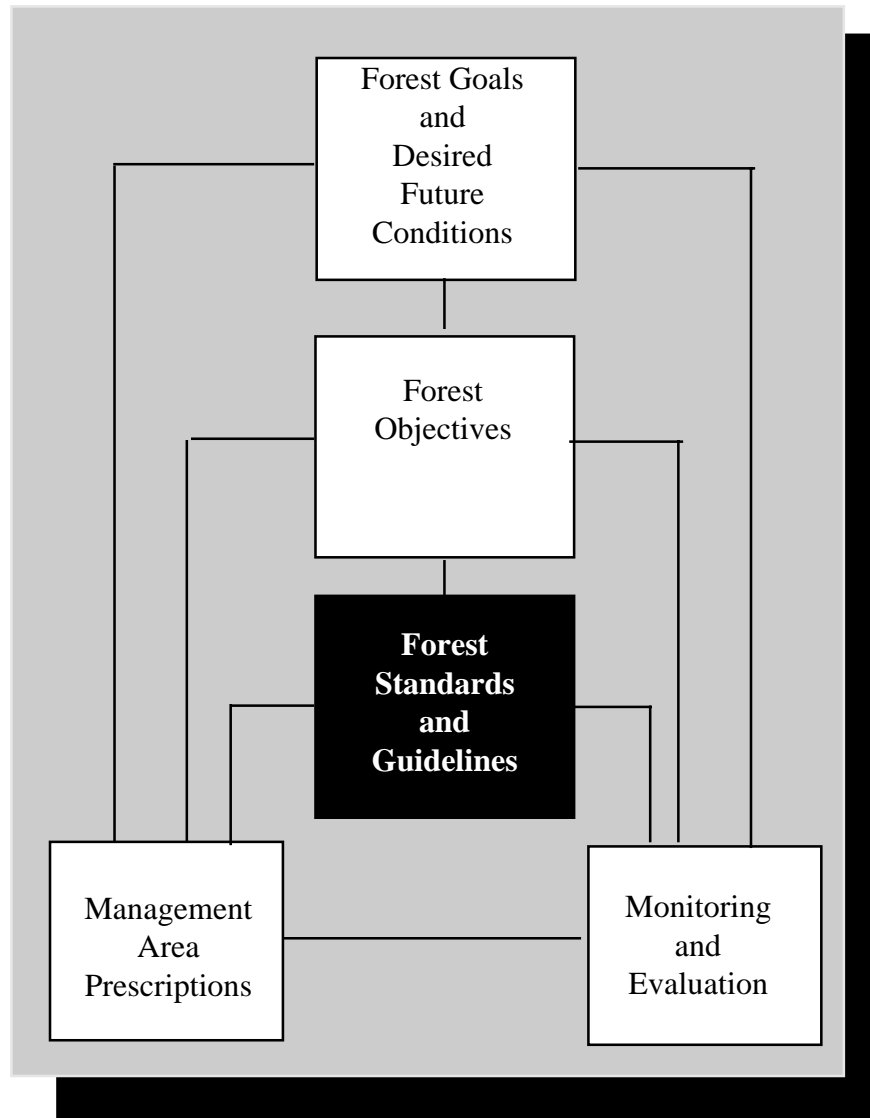 Forest Goals
and
Desired
Future
Conditions
Forest
Objectives
Forest
Standards
and
Guidelines
Management
Area
Prescriptions
Monitoring
and
Evaluation